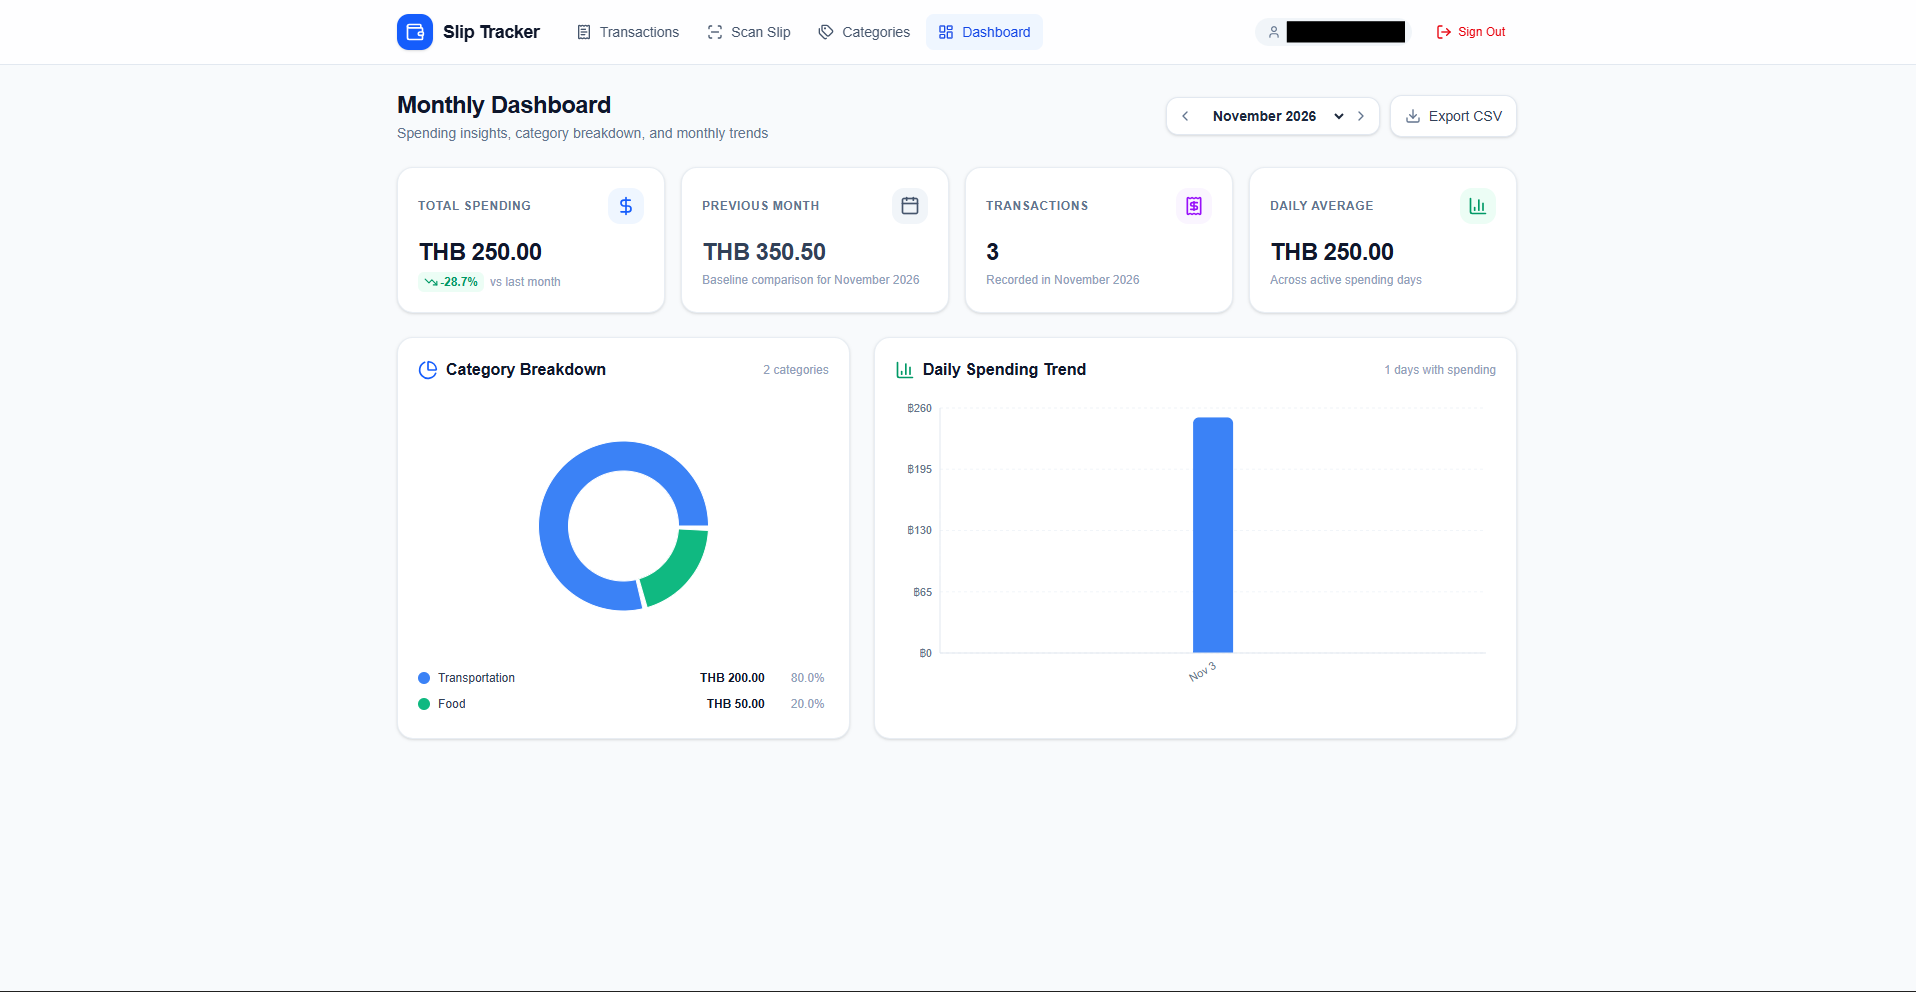 Slip Tracker
Transactions
Scan Slip
Categories
Dashboard
Sign Out
Monthly Dashboard
Spending insights, category breakdown, and monthly trends
November 2026
Export CSV
TOTAL SPENDING
THB 250.00
-28.7% vs last month
PREVIOUS MONTH
THB 350.50
Baseline comparison for November 2026
TRANSACTIONS
3
Recorded in November 2026
DAILY AVERAGE
THB 250.00
Across active spending days
Category Breakdown
2 categories
Transportation THB 200.00 80.0%
Food THB 50.00 20.0%
Daily Spending Trend
1 days with spending
฿260
฿195
฿130
฿65
฿0
Nov 3